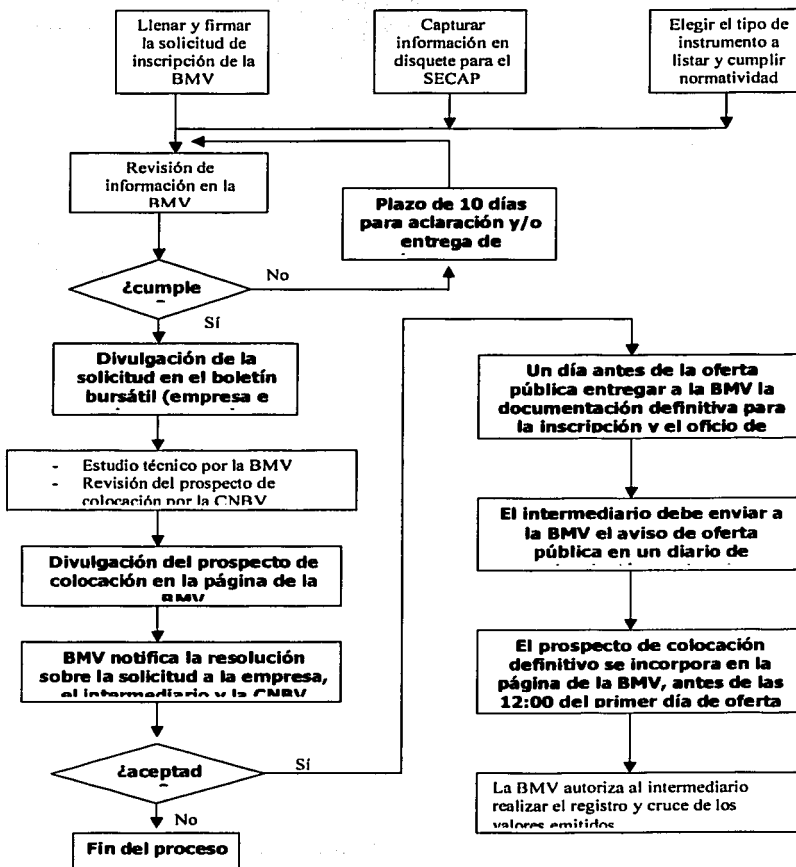 Llenar y firmar
la solicitud de
inscripción de la
BMV
Capturar
información en
disquete para el
SECAP
Elegir el tipo de
instrumento a
listar y cumplir
normatividad
Revisión de
información en la
BMV
Plazo de 10 días
para aclaración y/o
entrega de
¿cumple
No
Sí
Divulgación de la
solicitud en el boletín
bursátil (empresa e
- Estudio técnico por la BMV
- Revisión del prospecto de
colocación por la CNBV
Divulgación del prospecto de
colocación en la página de la
BMV
BMV notifica la resolución
sobre la solicitud a la empresa,
el intermediario y la CNBV
¿aceptad
Sí
No
Fin del proceso
Un día antes de la oferta
pública entregar a la BMV la
documentación definitiva para
la inscripción y el oficio de
El intermediario debe enviar a
la BMV el aviso de oferta
pública en un diario de
El prospecto de colocación
definitivo se incorpora en la
página de la BMV, antes de las
12:00 del primer día de oferta
La BMV autoriza al intermediario
realizar el registro y cruce de los
valores emitidos